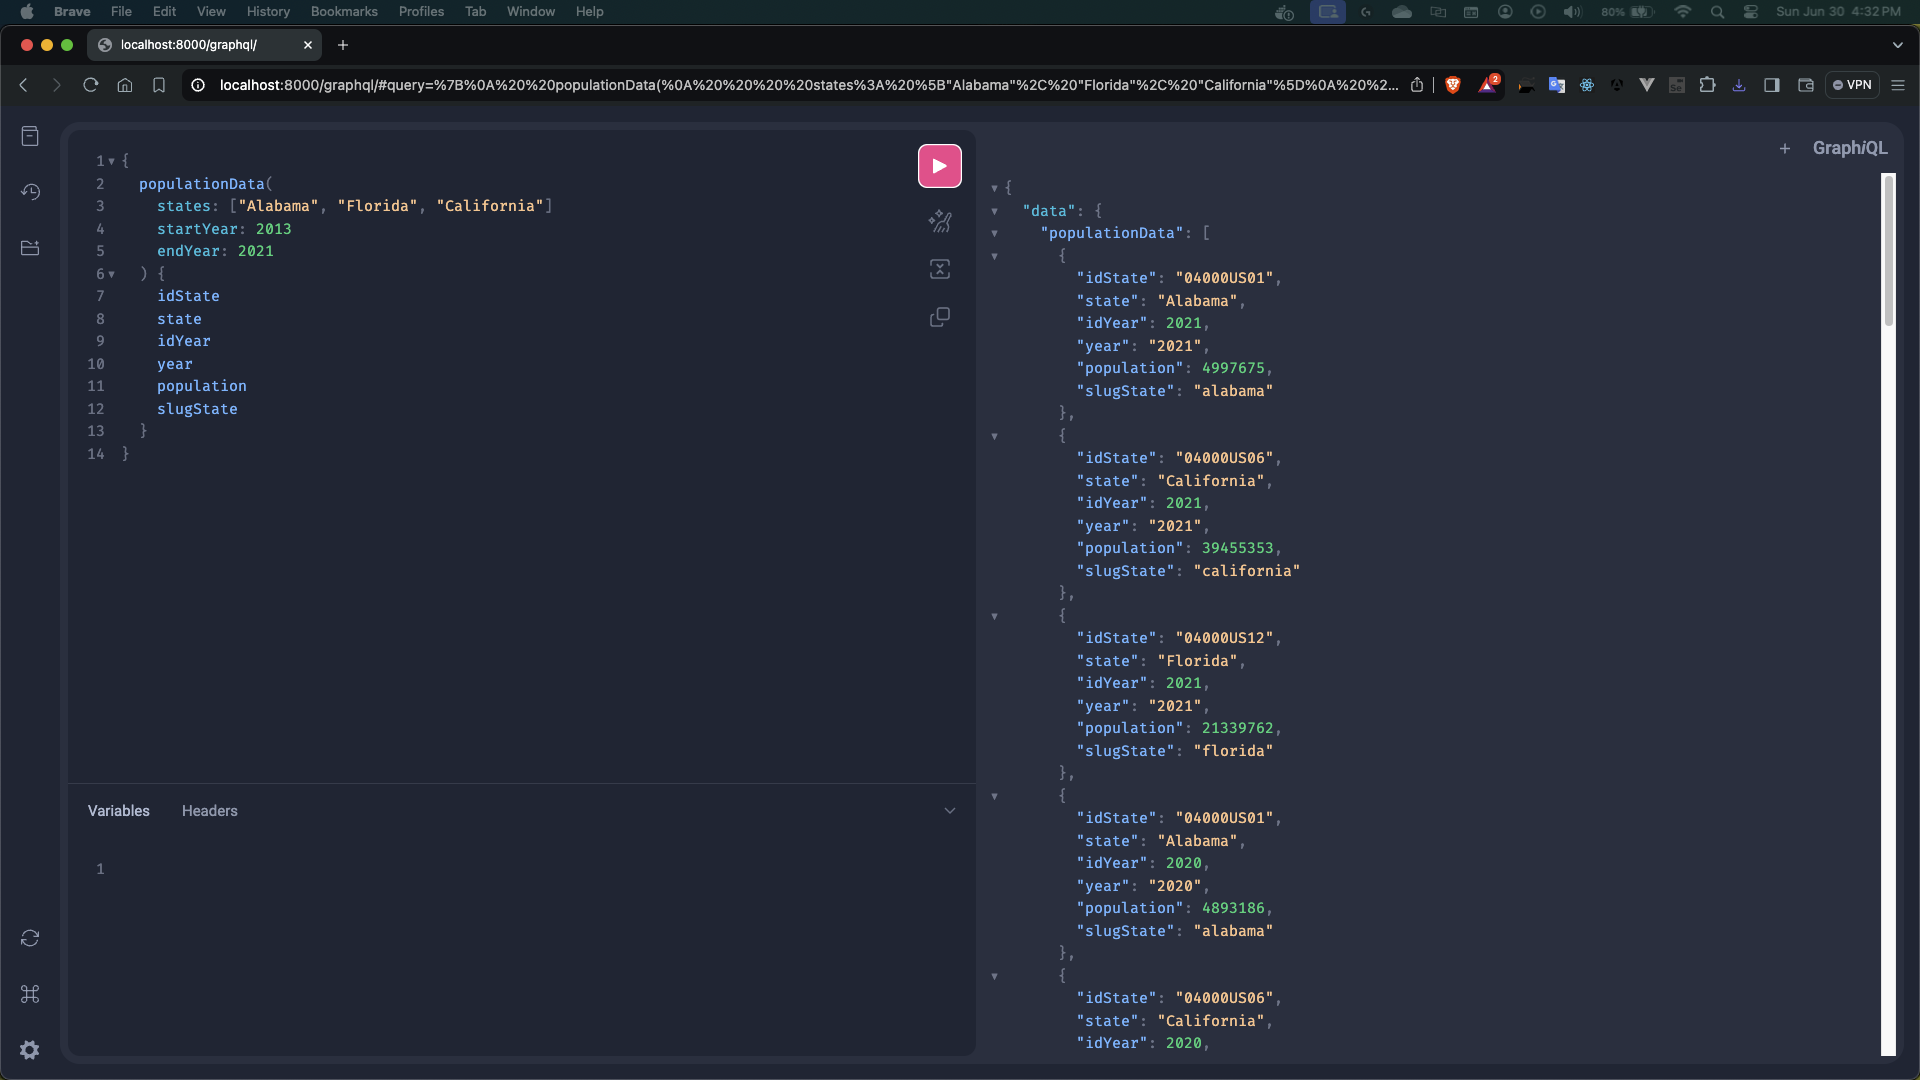 Brave File Edit View History Bookmarks Profiles Tab Window Help 80% Sun Jun 30 4:32 PM
localhost:8000/graphql/
localhost:8000/graphql/#query=%7B%0A%20%20populationData(%0A%20%20%20%20states%3A%20%5B"Alabama"%2C%20"Florida"%2C%20"California"%5D%0A%20%2... 2 VPN
GraphiQL
1 {
2 populationData(
3 states: ["Alabama", "Florida", "California"]
4 startYear: 2013
5 endYear: 2021
6 ) {
7 idState
8 state
9 idYear
10 year
11 population
12 slugState
13 }
14 }
Variables Headers
1
{
"data": {
"populationData": [
{
"idState": "04000US01",
"state": "Alabama",
"idYear": 2021,
"year": "2021",
"population": 4997675,
"slugState": "alabama"
},
{
"idState": "04000US06",
"state": "California",
"idYear": 2021,
"year": "2021",
"population": 39455353,
"slugState": "california"
},
{
"idState": "04000US12",
"state": "Florida",
"idYear": 2021,
"year": "2021",
"population": 21339762,
"slugState": "florida"
},
{
"idState": "04000US01",
"state": "Alabama",
"idYear": 2020,
"year": "2020",
"population": 4893186,
"slugState": "alabama"
},
{
"idState": "04000US06",
"state": "California",
"idYear": 2020,